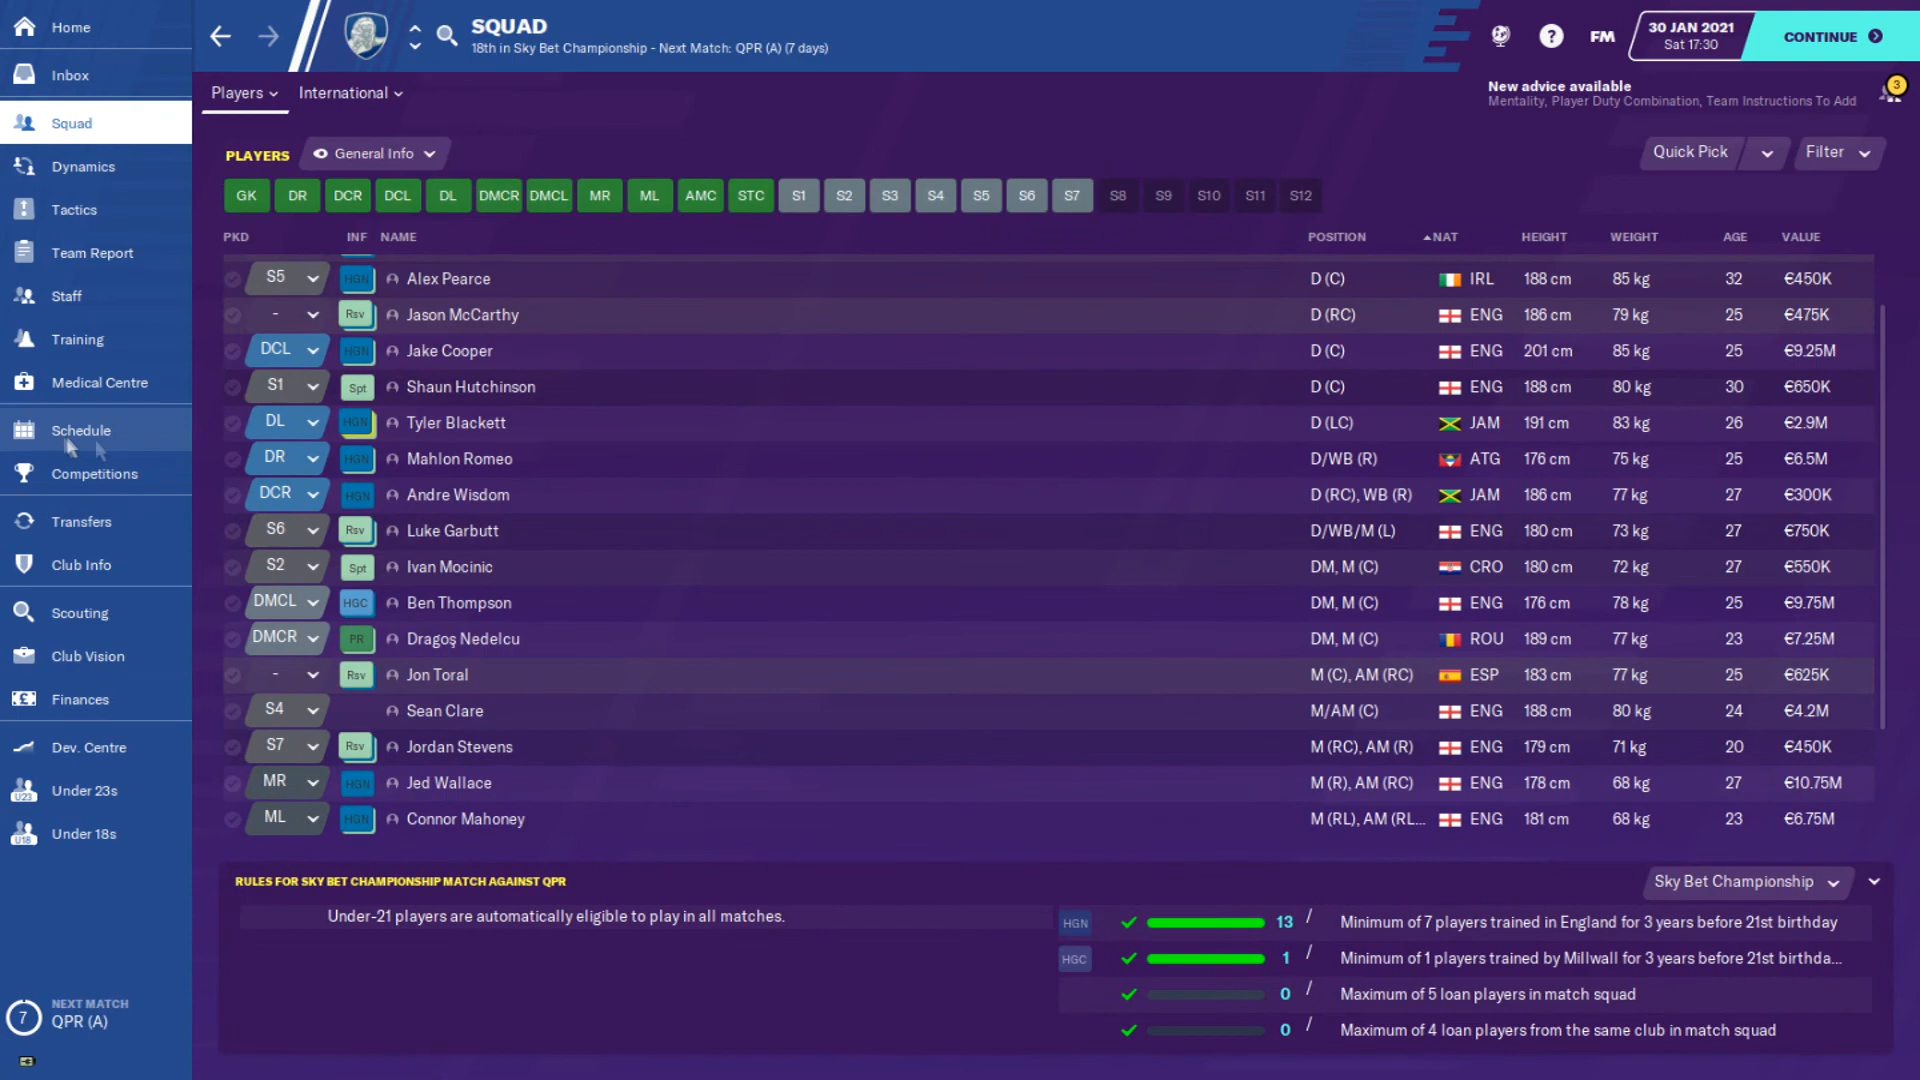 Home
Inbox
Squad
Dynamics
Tactics
Team Report
Staff
Training
Medical Centre
Schedule
Competitions
Transfers
Club Info
Scouting
Club Vision
Finances
Dev. Centre
U23 Under 23s
U18 Under 18s
7 NEXT MATCH
QPR (A)
SQUAD
18th in Sky Bet Championship - Next Match: QPR (A) (7 days)
? FM
30 JAN 2021
Sat 17:30
CONTINUE
Players International
New advice available 3
Mentality, Player Duty Combination, Team Instructions To Add
PLAYERS General Info Quick Pick Filter
GK DR DCR DCL DL DMCR DMCL MR ML AMC STC S1 S2 S3 S4 S5 S6 S7 S8 S9 S10 S11 S12
PKD INF NAME POSITION NAT HEIGHT WEIGHT AGE VALUE
S5 HGN Alex Pearce D (C) IRL 188 cm 85 kg 32 €450K
- Rsv Jason McCarthy D (RC) ENG 186 cm 79 kg 25 €475K
DCL HGN Jake Cooper D (C) ENG 201 cm 85 kg 25 €9.25M
S1 Spt Shaun Hutchinson D (C) ENG 188 cm 80 kg 30 €650K
DL HGN Tyler Blackett D (LC) JAM 191 cm 83 kg 26 €2.9M
DR HGN Mahlon Romeo D/WB (R) ATG 176 cm 75 kg 25 €6.5M
DCR HGN Andre Wisdom D (RC), WB (R) JAM 186 cm 77 kg 27 €300K
S6 Rsv Luke Garbutt D/WB/M (L) ENG 180 cm 73 kg 27 €750K
S2 Spt Ivan Mocinic DM, M (C) CRO 180 cm 72 kg 27 €550K
DMCL HGC Ben Thompson DM, M (C) ENG 176 cm 78 kg 25 €9.75M
DMCR PR Dragoş Nedelcu DM, M (C) ROU 189 cm 77 kg 23 €7.25M
- Rsv Jon Toral M (C), AM (RC) ESP 183 cm 77 kg 25 €625K
S4 Sean Clare M/AM (C) ENG 188 cm 80 kg 24 €4.2M
S7 Rsv Jordan Stevens M (RC), AM (R) ENG 179 cm 71 kg 20 €450K
MR HGN Jed Wallace M (R), AM (RC) ENG 178 cm 68 kg 27 €10.75M
ML HGN Connor Mahoney M (RL), AM (RL... ENG 181 cm 68 kg 23 €6.75M
RULES FOR SKY BET CHAMPIONSHIP MATCH AGAINST QPR Sky Bet Championship
Under-21 players are automatically eligible to play in all matches.
HGN 13 / Minimum of 7 players trained in England for 3 years before 21st birthday
HGC 1 / Minimum of 1 players trained by Millwall for 3 years before 21st birthda...
0 / Maximum of 5 loan players in match squad
0 / Maximum of 4 loan players from the same club in match squad